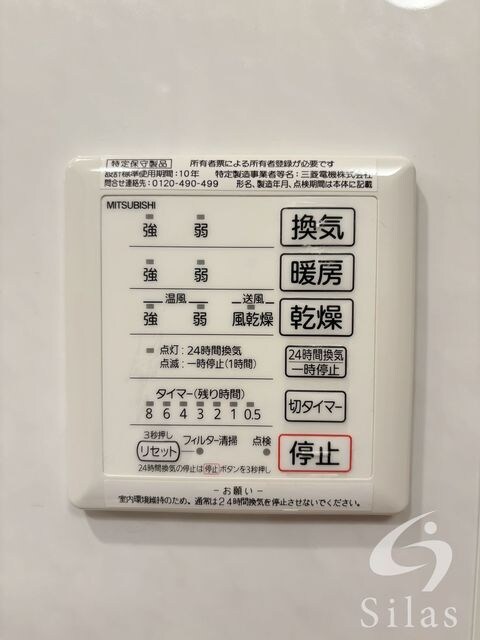 特定保守製品 所有者票による所有者登録が必要です
設計標準使用期間:10年 特定製造事業者等名:三菱電機株式会社
問合せ連絡先:0120-490-499 形名、製造年月、点検期間は本体に記載
MITSUBISHI
強 弱 換気
強 弱 暖房
温風 送風
強 弱 風乾燥 乾燥
点灯:24時間換気
点滅:一時停止(1時間)
24時間換気
一時停止
タイマー(残り時間)
8 6 4 3 2 1 0.5
切タイマー
3秒押し
リセット フィルター清掃 点検
停止
24時間換気の停止は停止ボタンを3秒押し
－お願い－
室内環境維持のため、通常は24時間換気を停止させないでください。
Silas